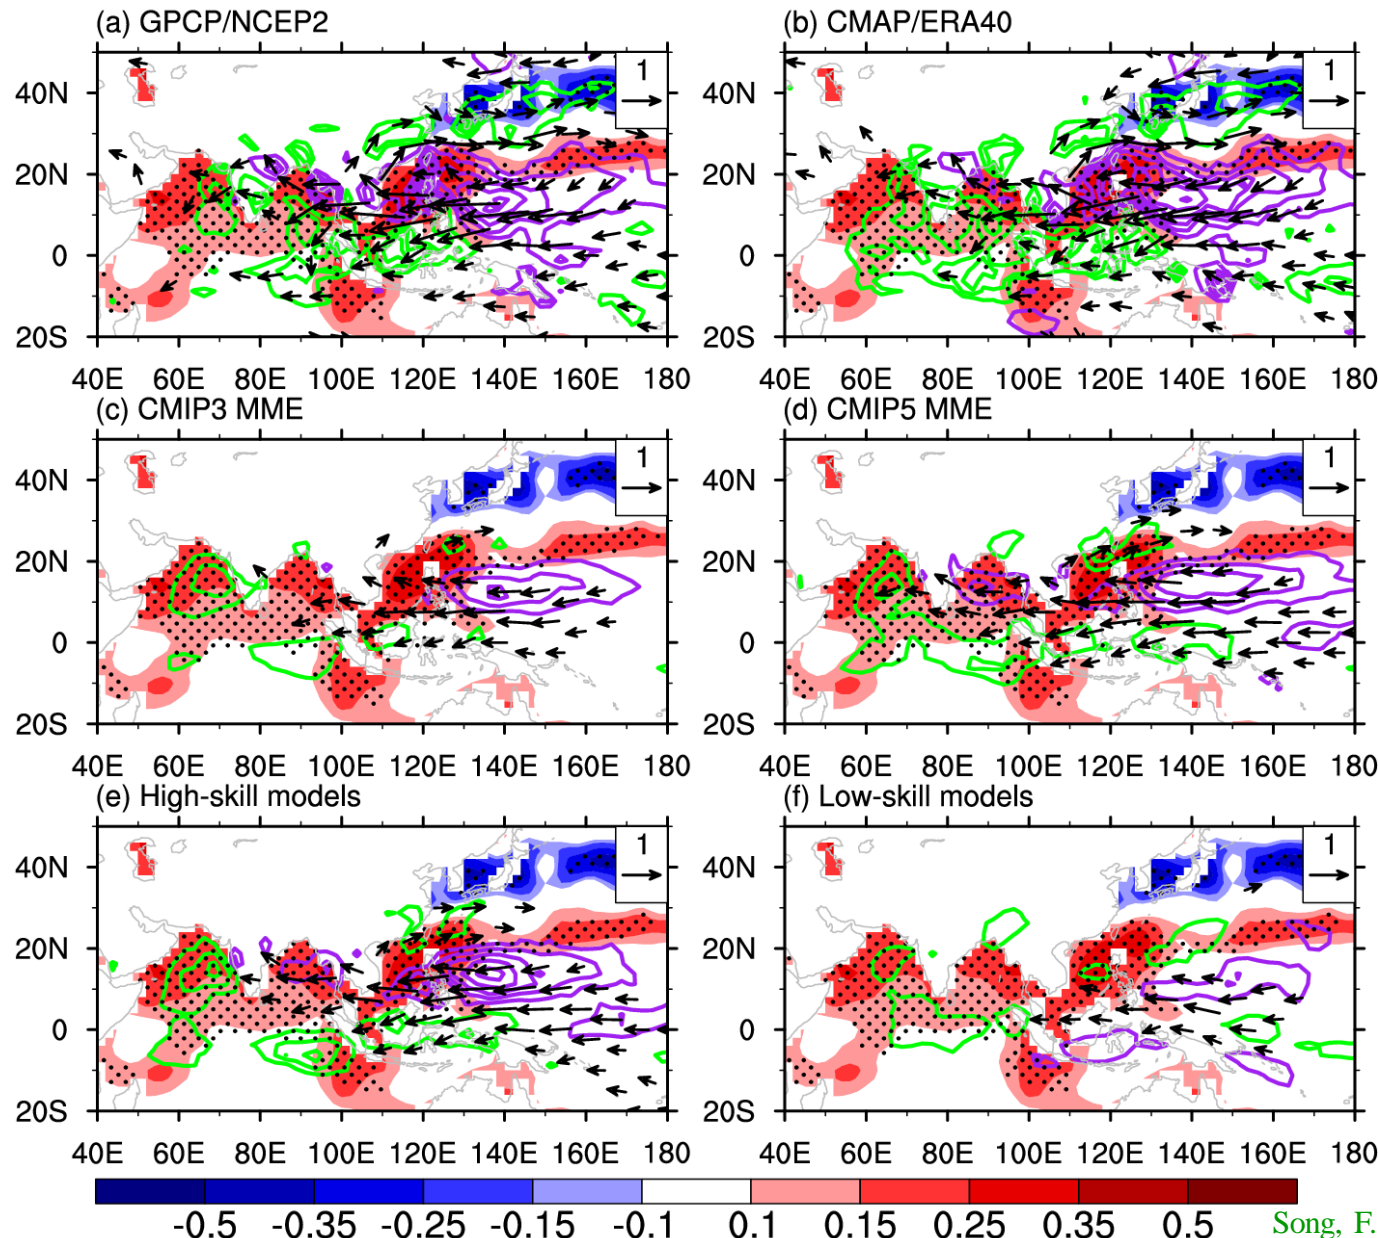 (a) GPCP/NCEP2
(b) CMAP/ERA40
1
1
40N
40N
20N
20N
0
0
20S
20S
40E 60E 80E 100E 120E 140E 160E 180
40E 60E 80E 100E 120E 140E 160E 180
(c) CMIP3 MME
(d) CMIP5 MME
1
1
40N
40N
20N
20N
0
0
20S
20S
40E 60E 80E 100E 120E 140E 160E 180
40E 60E 80E 100E 120E 140E 160E 180
(e) High-skill models
(f) Low-skill models
1
1
40N
40N
20N
20N
0
0
20S
20S
40E 60E 80E 100E 120E 140E 160E 180
40E 60E 80E 100E 120E 140E 160E 180
-0.5 -0.35 -0.25 -0.15 -0.1 0.1 0.15 0.25 0.35 0.5
Song, F.